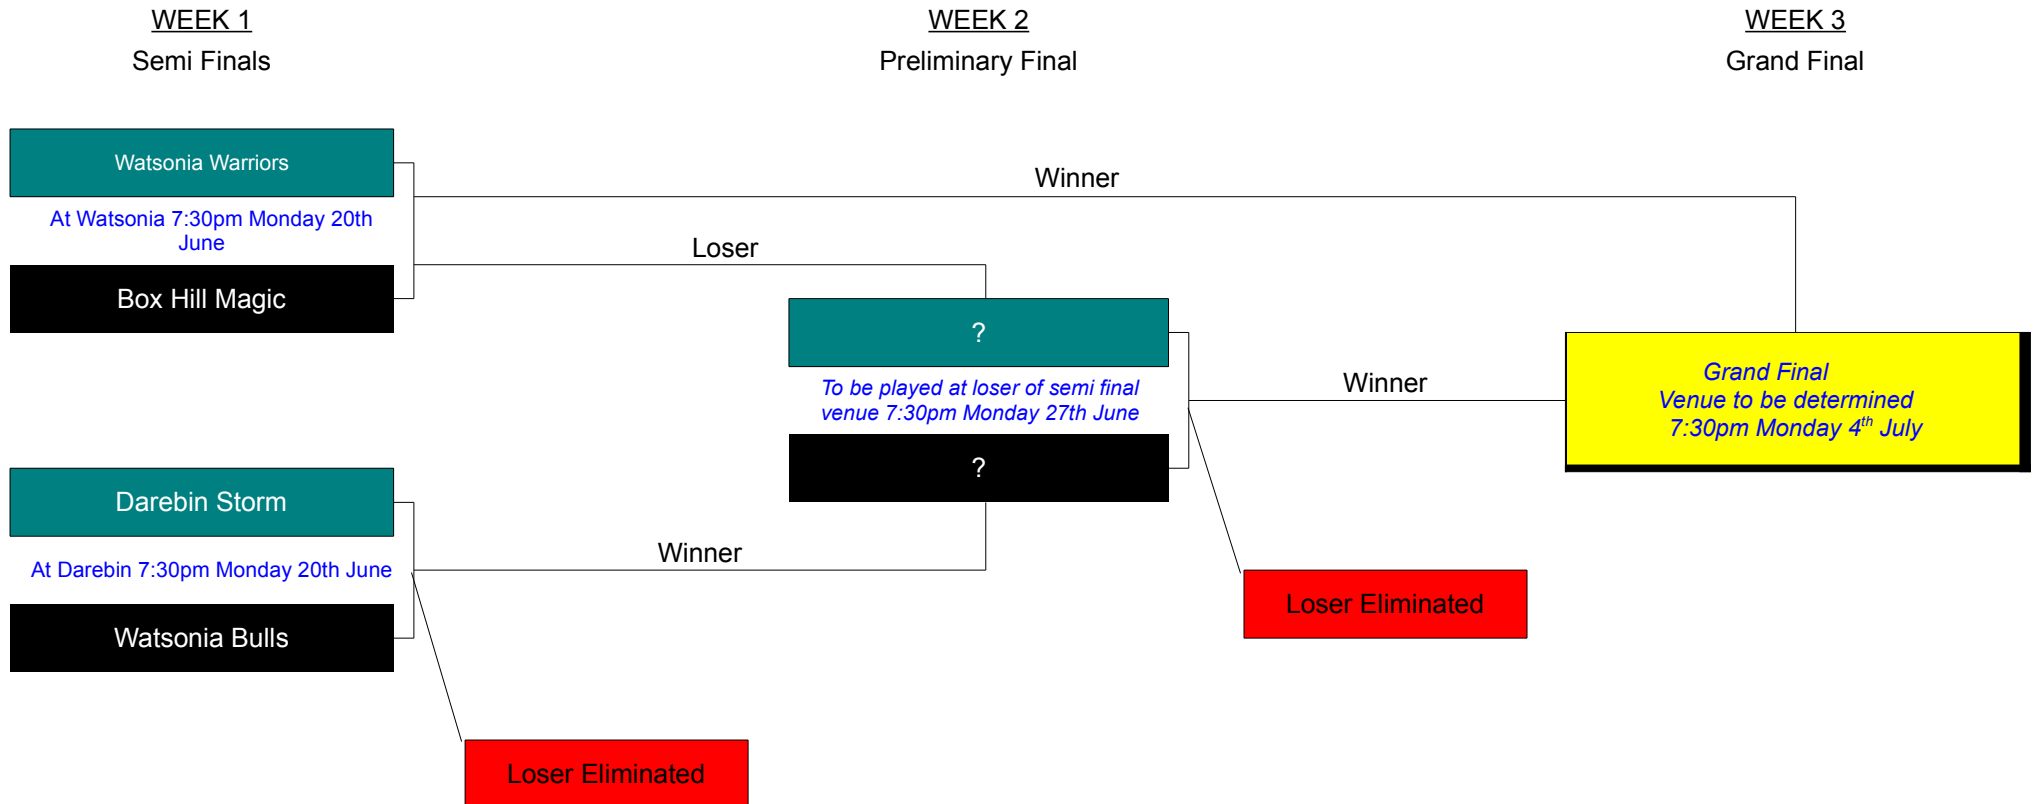 WEEK 1
Semi Finals
WEEK 2
Preliminary Final
WEEK 3
Grand Final
Watsonia Warriors
At Watsonia 7:30pm Monday 20th
June
Box Hill Magic
Winner
Loser
?
To be played at loser of semi final
venue 7:30pm Monday 27th June
?
Winner
Grand Final
Venue to be determined
7:30pm Monday 4th July
Darebin Storm
At Darebin 7:30pm Monday 20th June
Watsonia Bulls
Winner
Loser Eliminated
Loser Eliminated